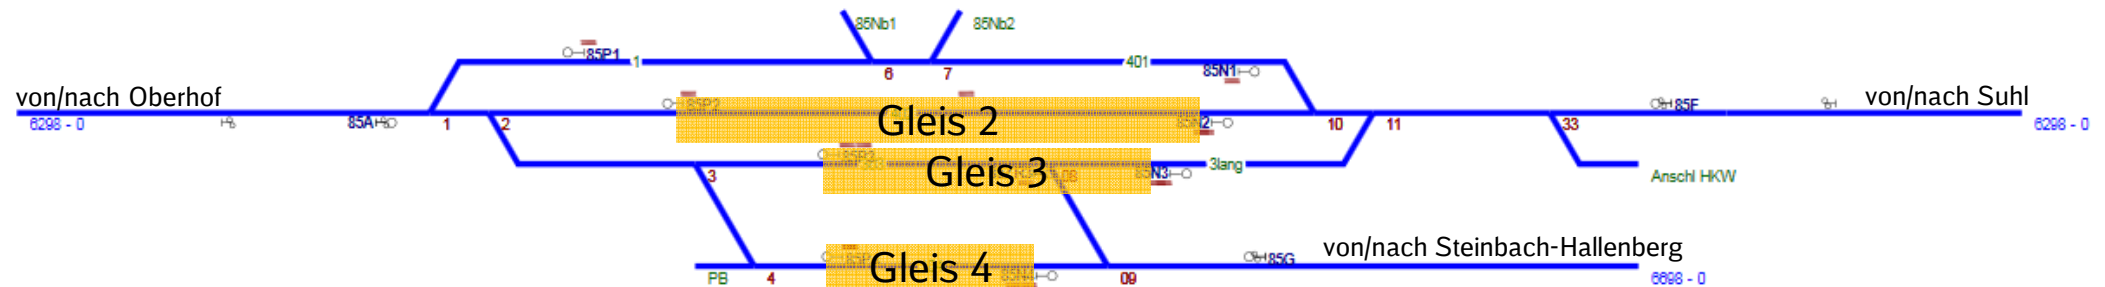 85Nb1
85Nb2
85P1
1
401
6
7
85N1
von/nach Oberhof
von/nach Suhl
85P2
85F
Gleis 2
6298 - 0
85A
1
2
10
11
33
6298 - 0
Gleis 3
3lang
3
85N3
Anschl HKW
von/nach Steinbach-Hallenberg
85G
Gleis 4
PB
4
09
6698 - 0